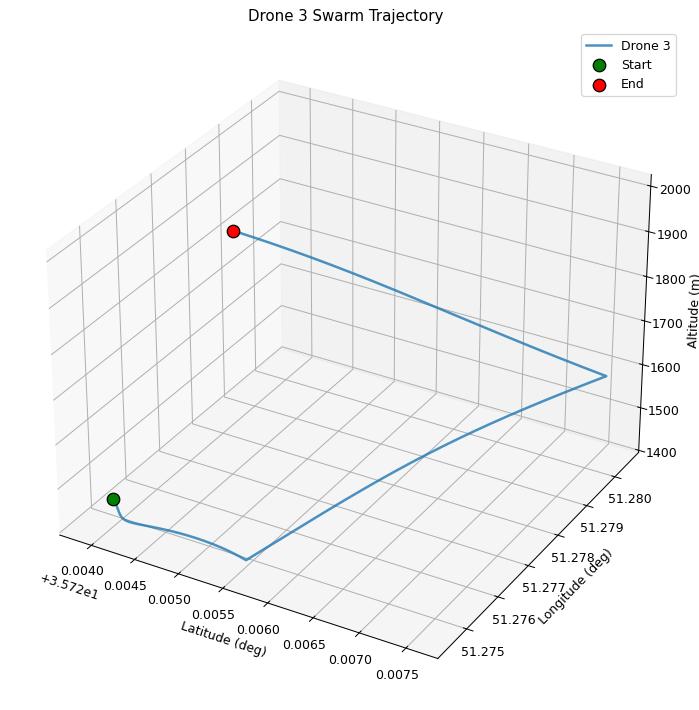 Drone 3 Swarm Trajectory
Drone 3
Start
End
2000
1900
1800
1700
1600
1500
1400
Altitude (m)
51.280
51.279
51.278
51.277
51.276
51.275
Longitude (deg)
0.0040
0.0045
0.0050
0.0055
0.0060
0.0065
0.0070
0.0075
+3.572e1
Latitude (deg)